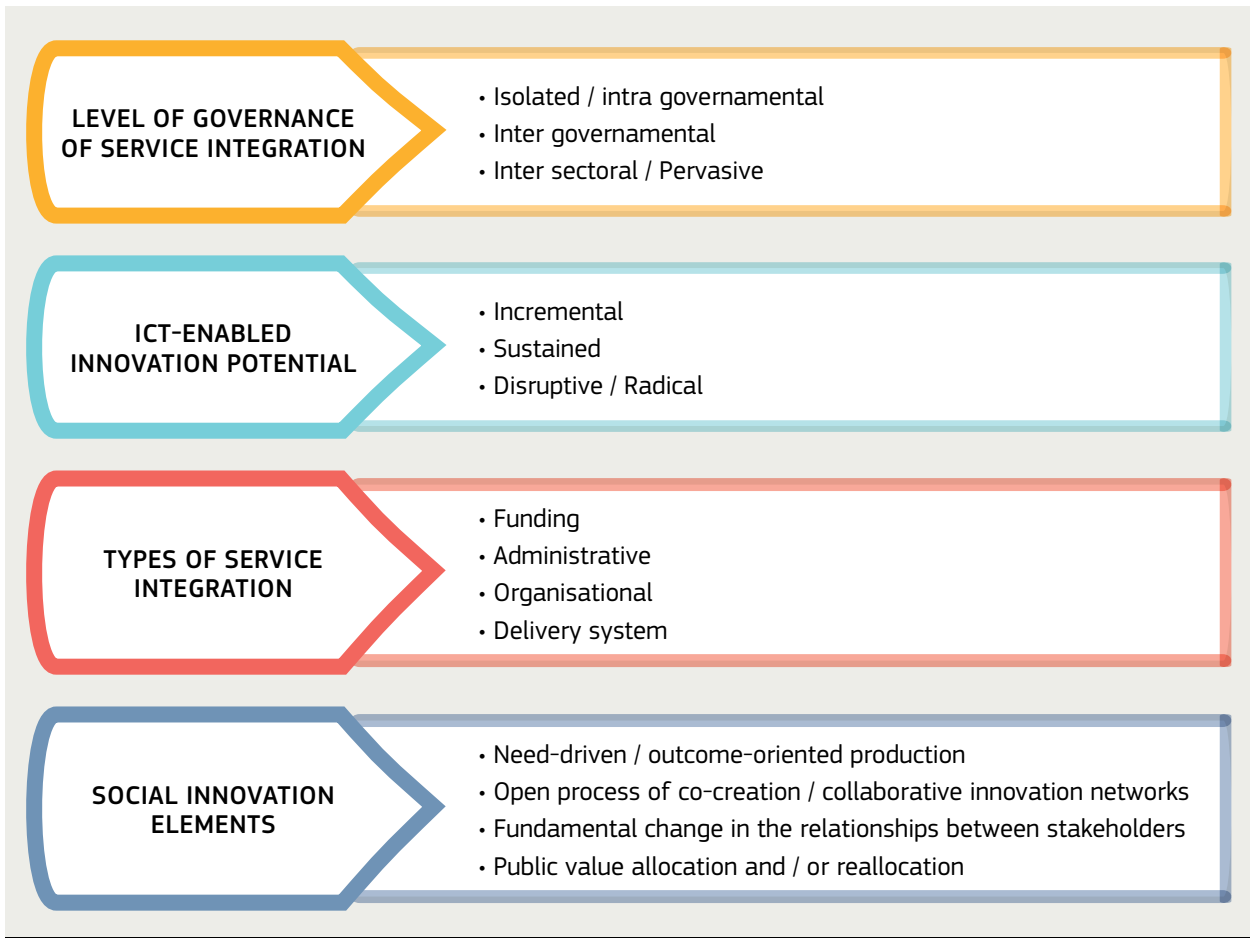 LEVEL OF GOVERNANCE
OF SERVICE INTEGRATION
• Isolated / intra governamental
• Inter governamental
• Inter sectoral / Pervasive
ICT-ENABLED
INNOVATION POTENTIAL
• Incremental
• Sustained
• Disruptive / Radical
TYPES OF SERVICE
INTEGRATION
• Funding
• Administrative
• Organisational
• Delivery system
SOCIAL INNOVATION
ELEMENTS
• Need-driven / outcome-oriented production
• Open process of co-creation / collaborative innovation networks
• Fundamental change in the relationships between stakeholders
• Public value allocation and / or reallocation